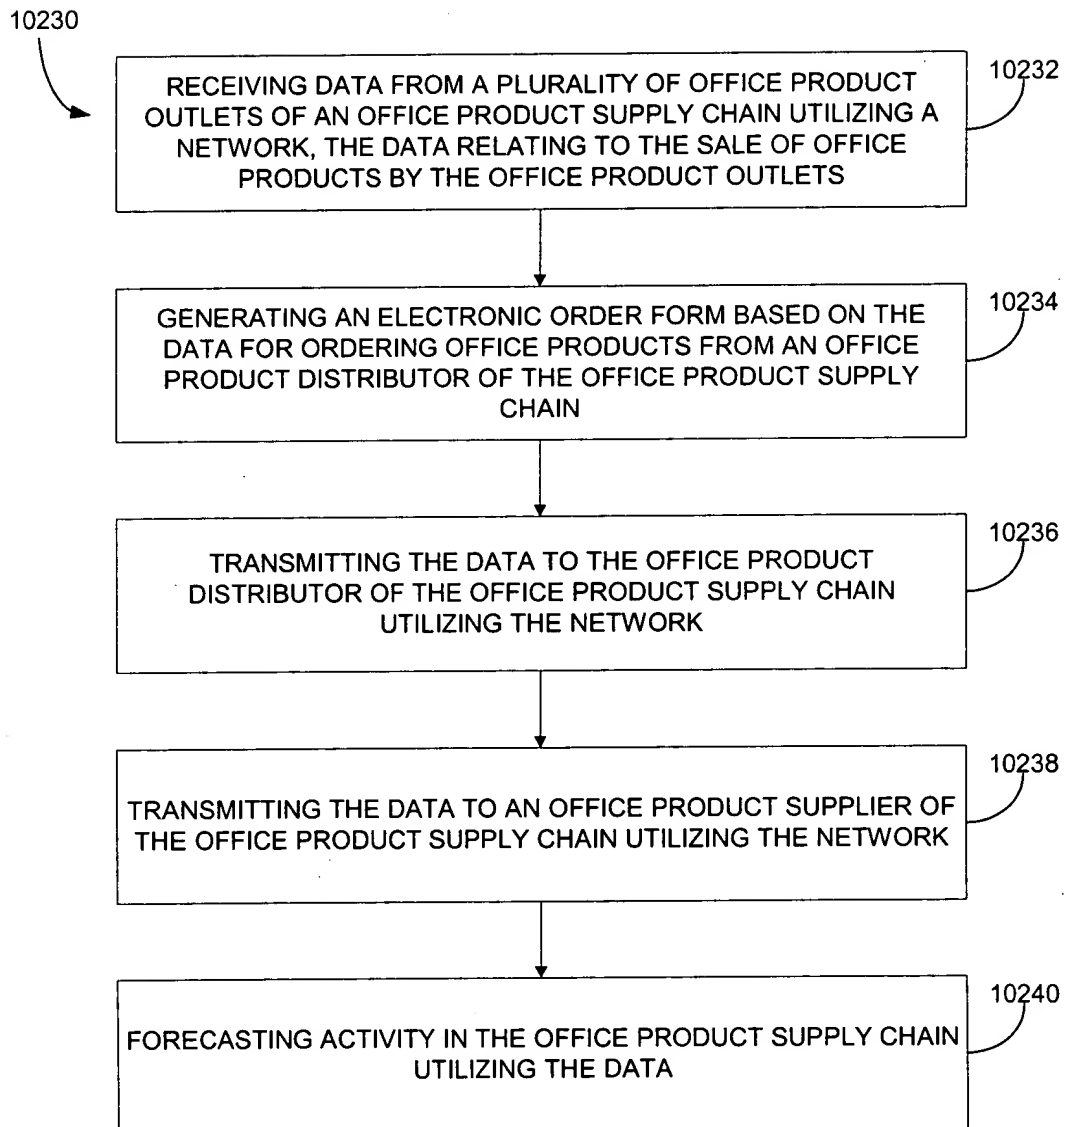 10230
10232
RECEIVING DATA FROM A PLURALITY OF OFFICE PRODUCT
OUTLETS OF AN OFFICE PRODUCT SUPPLY CHAIN UTILIZING A
NETWORK, THE DATA RELATING TO THE SALE OF OFFICE
PRODUCTS BY THE OFFICE PRODUCT OUTLETS
10234
GENERATING AN ELECTRONIC ORDER FORM BASED ON THE
DATA FOR ORDERING OFFICE PRODUCTS FROM AN OFFICE
PRODUCT DISTRIBUTOR OF THE OFFICE PRODUCT SUPPLY
CHAIN
10236
TRANSMITTING THE DATA TO THE OFFICE PRODUCT
DISTRIBUTOR OF THE OFFICE PRODUCT SUPPLY CHAIN
UTILIZING THE NETWORK
10238
TRANSMITTING THE DATA TO AN OFFICE PRODUCT SUPPLIER OF
THE OFFICE PRODUCT SUPPLY CHAIN UTILIZING THE NETWORK
10240
FORECASTING ACTIVITY IN THE OFFICE PRODUCT SUPPLY CHAIN
UTILIZING THE DATA